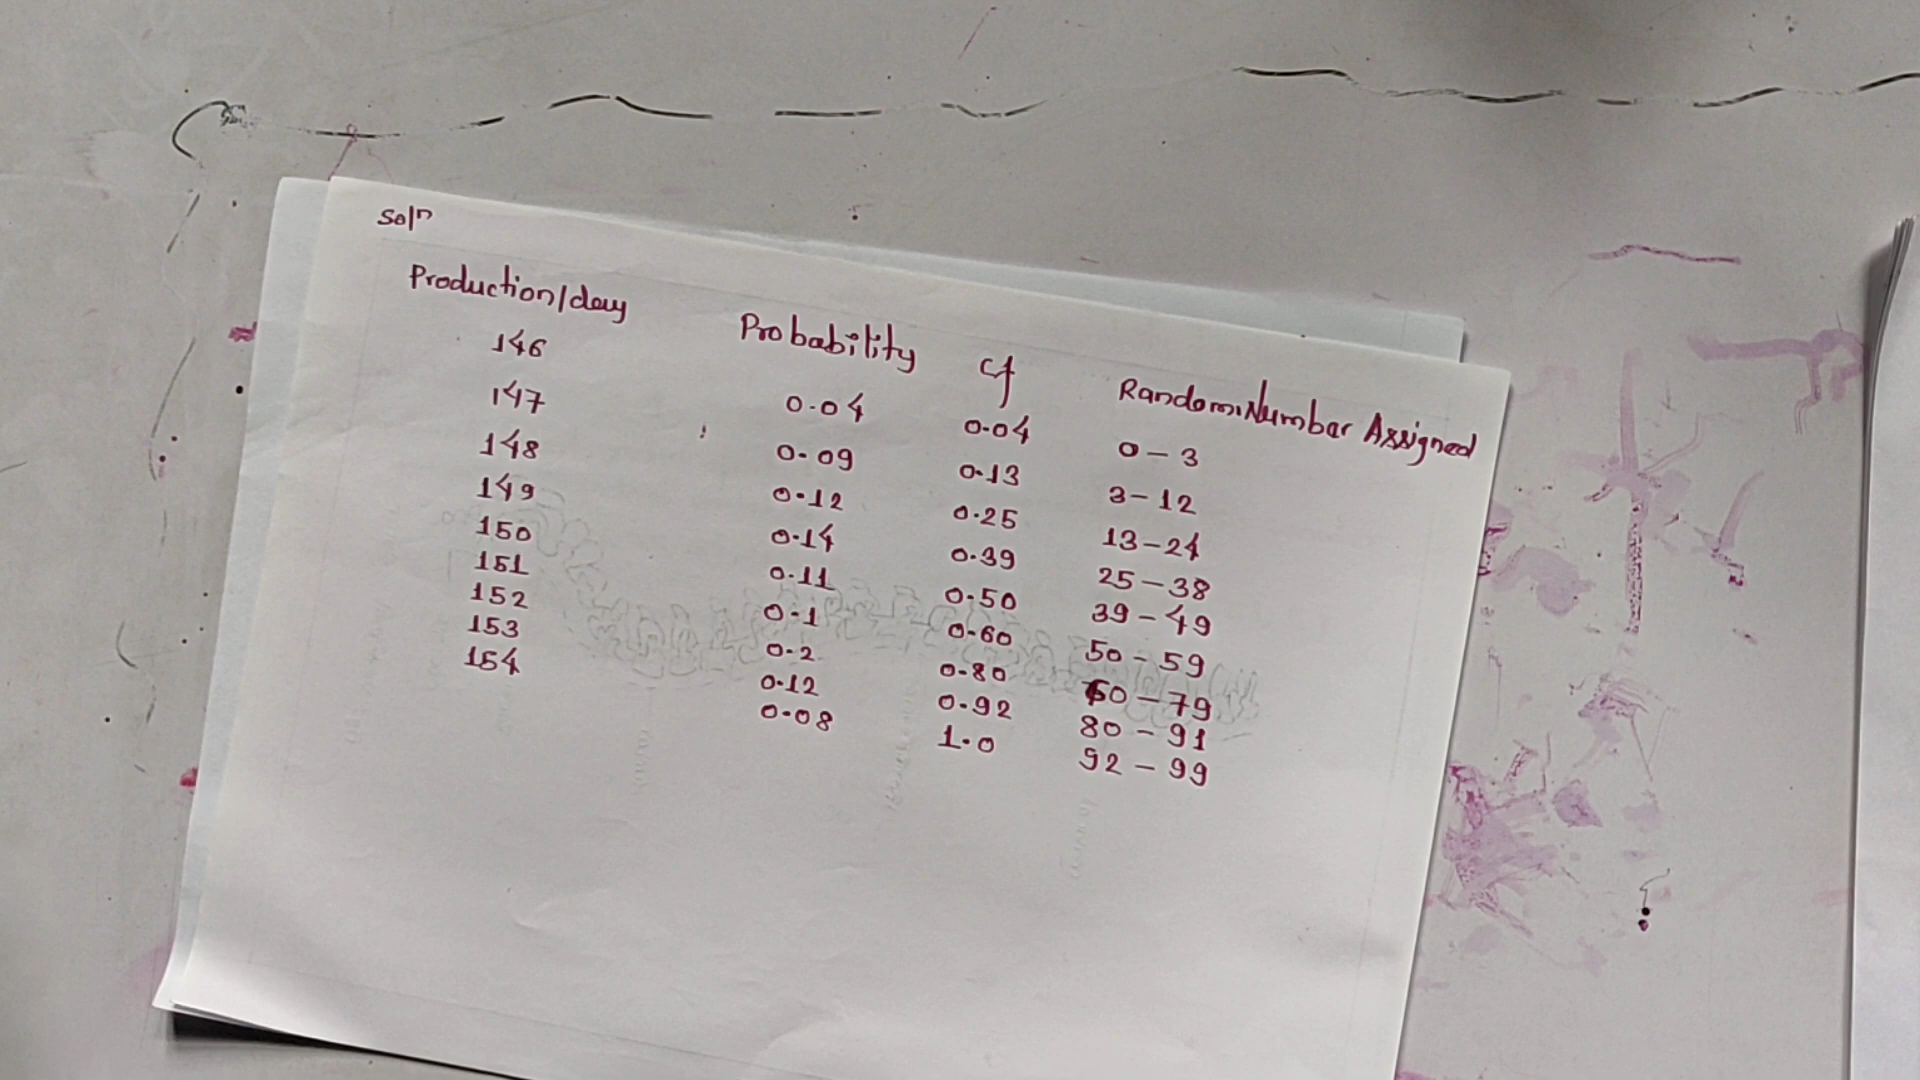 Soln
Production/day Probability cf Random Number Assigned
146 0.04 0.04 0-3
147 0.09 0.13 3-12
148 0.12 0.25 13-24
149 0.14 0.39 25-38
150 0.11 0.50 39-49
151 0.1 0.60 50-59
152 0.2 0.80 60-79
153 0.12 0.92 80-91
154 0.08 1.0 92-99